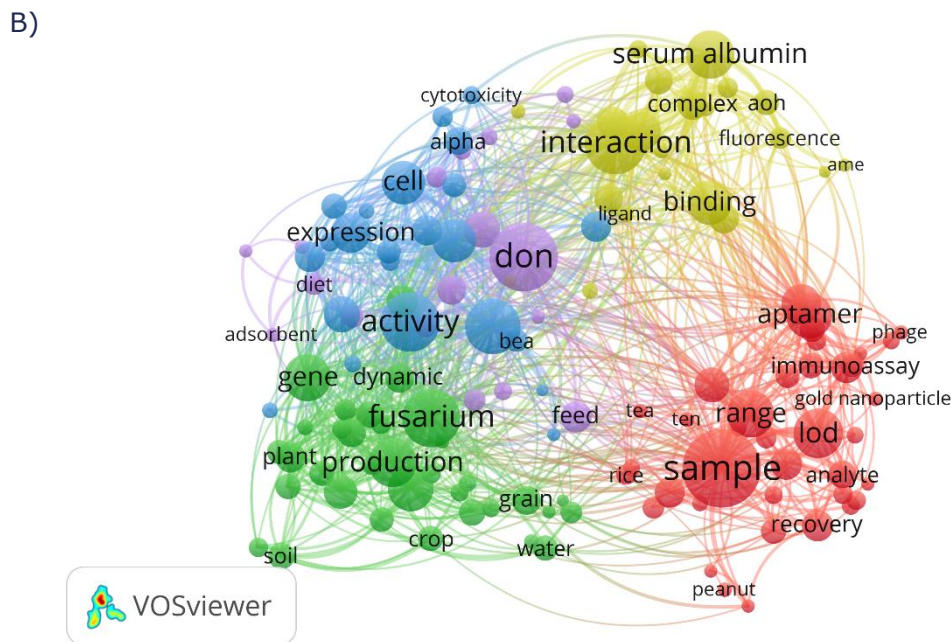 B)
serum albumin
cytotoxicity
complex aoh
alpha
interaction
fluorescence
ame
cell
binding
ligand
expression
don
diet
aptamer
activity
adsorbent
bea
phage
immunoassay
gene
dynamic
gold nanoparticle
fusarium
feed
tea
ten
range
lod
plant
production
sample
rice
analyte
grain
recovery
crop
water
soil
peanut
VOSviewer